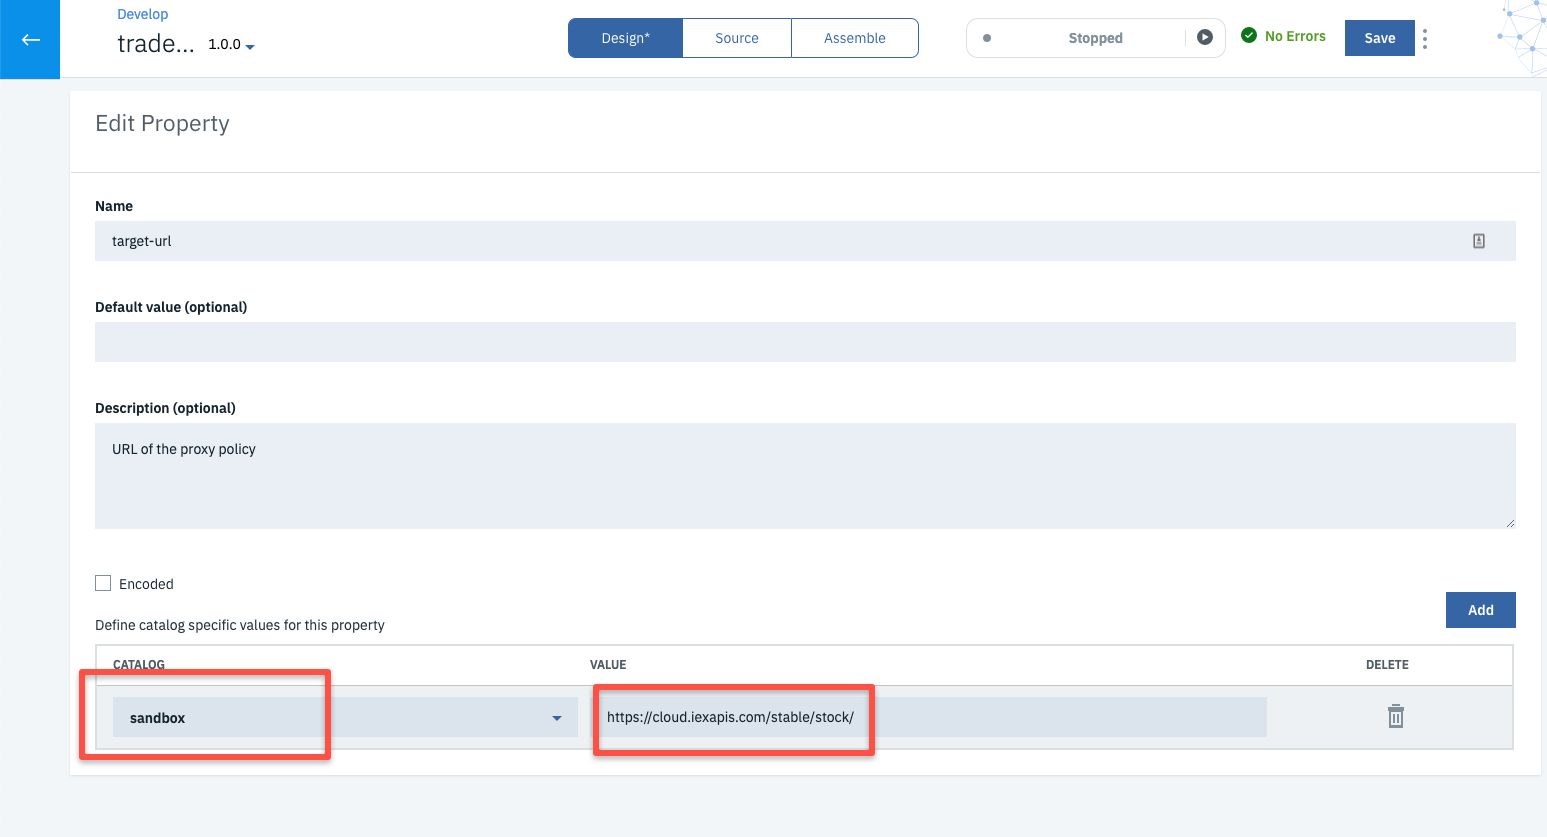 Develop
trade... 1.0.0
Design* Source Assemble
Stopped
No Errors
Save
Edit Property
Name
target-url
Default value (optional)
Description (optional)
URL of the proxy policy
Encoded
Add
Define catalog specific values for this property
CATALOG VALUE DELETE
sandbox https://cloud.iexapis.com/stable/stock/